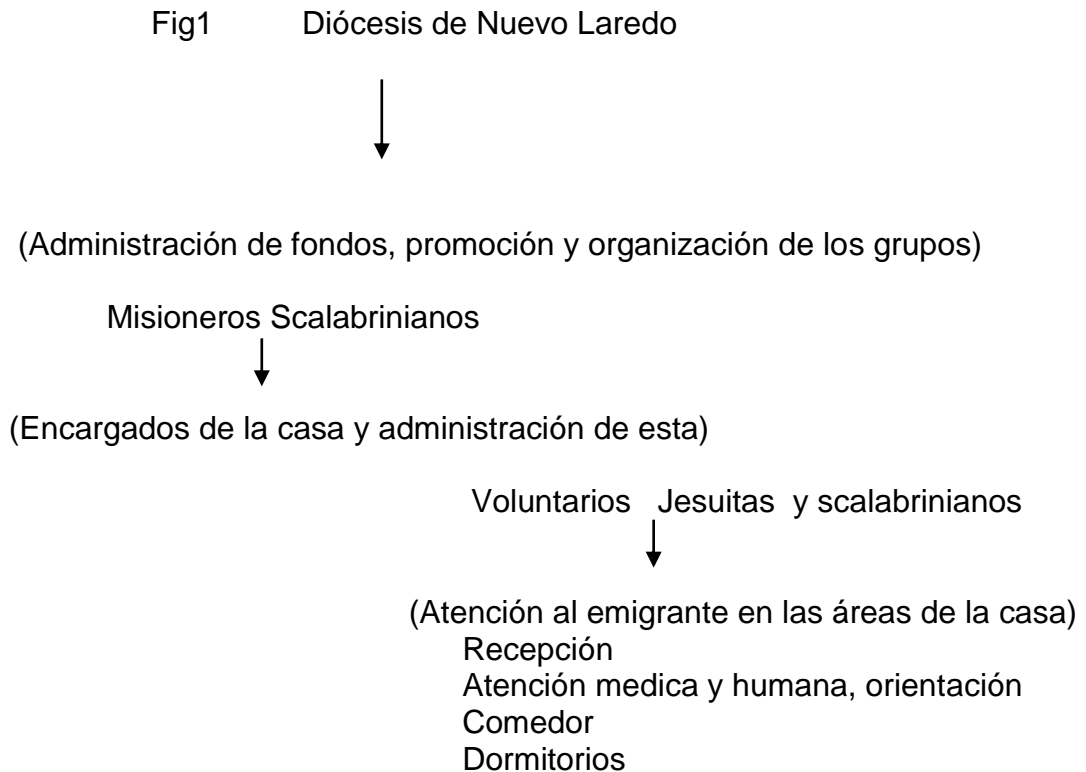 Fig1 Diócesis de Nuevo Laredo
(Administración de fondos, promoción y organización de los grupos)
Misioneros Scalabrinianos
(Encargados de la casa y administración de esta)
Voluntarios Jesuitas y scalabrinianos
(Atención al emigrante en las áreas de la casa)
Recepción
Atención medica y humana, orientación
Comedor
Dormitorios